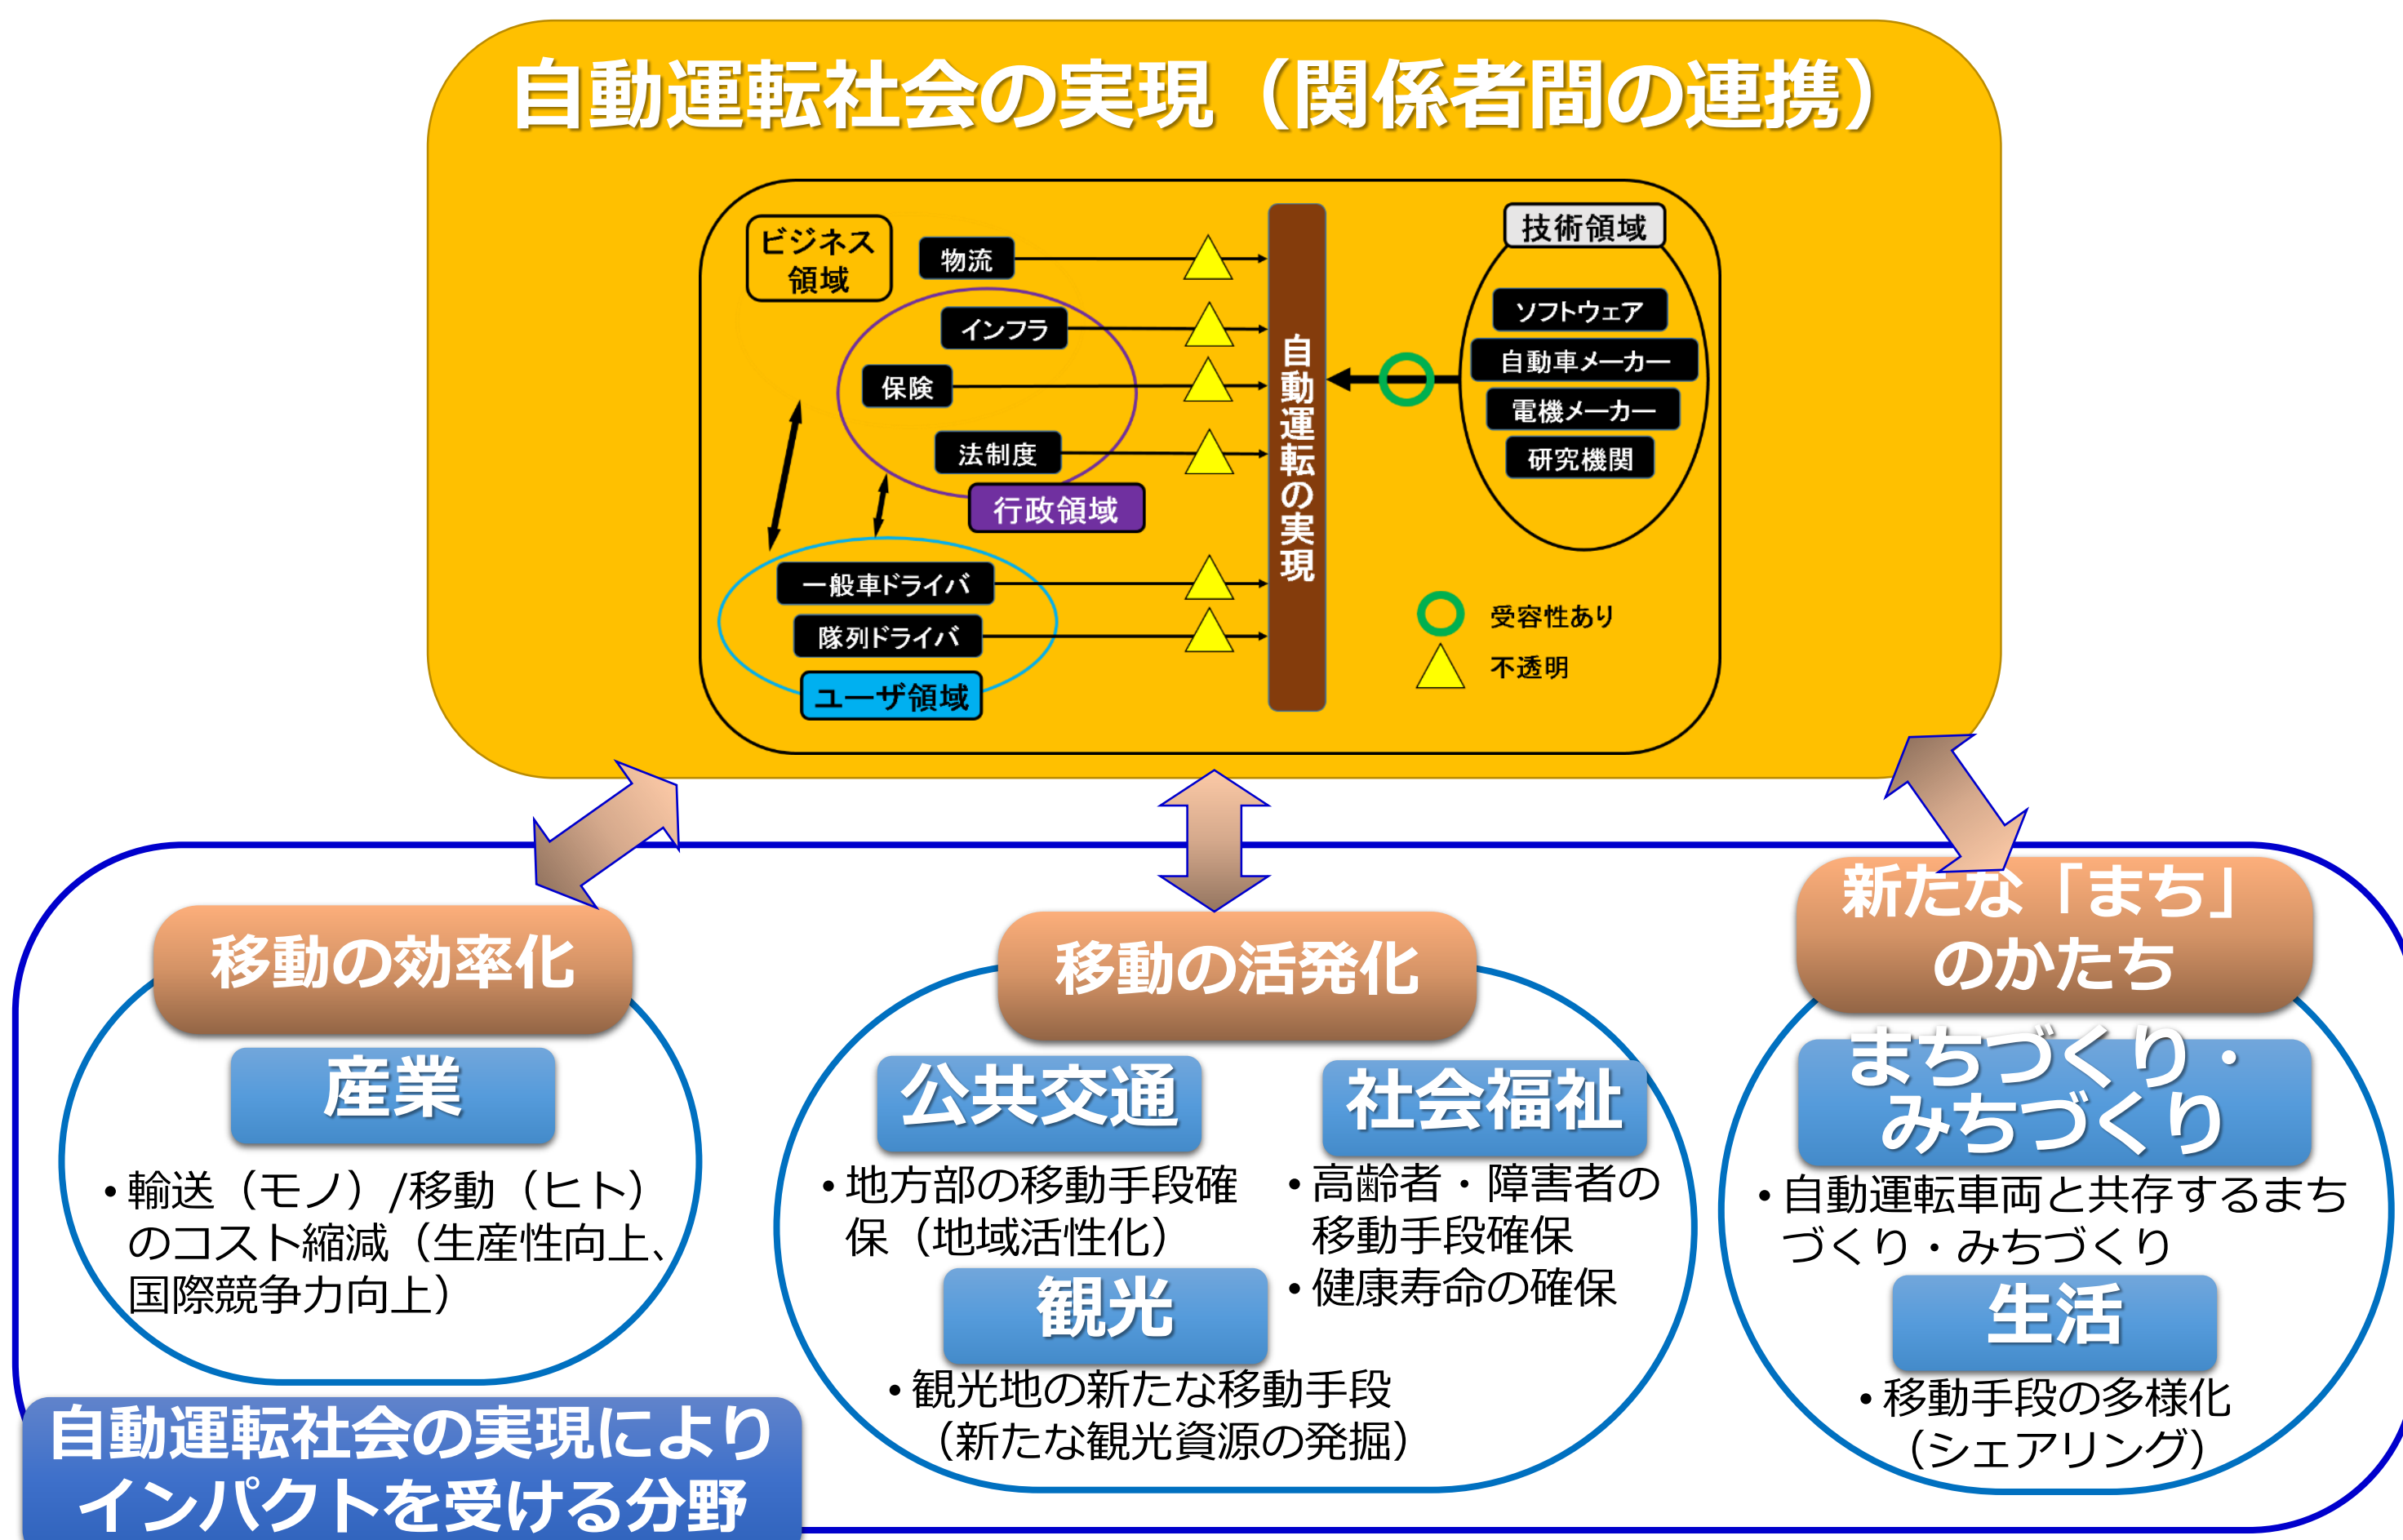 自動運転社会の実現（関係者間の連携）
ビジネス
領域
物流
インフラ
保険
法制度
行政領域
一般車ドライバ
隊列ドライバ
ユーザ領域
自動運転の実現
技術領域
ソフトウェア
自動車メーカー
電機メーカー
研究機関
受容性あり
不透明
移動の効率化
産業
• 輸送（モノ）/移動（ヒト）
のコスト縮減（生産性向上、
国際競争力向上）
移動の活発化
公共交通
• 地方部の移動手段確
保（地域活性化）
社会福祉
• 高齢者・障害者の
移動手段確保
• 健康寿命の確保
観光
• 観光地の新たな移動手段
（新たな観光資源の発掘）
新たな「まち」
のかたち
まちづくり・
みちづくり
• 自動運転車両と共存するまち
づくり・みちづくり
生活
• 移動手段の多様化
（シェアリング）
自動運転社会の実現により
インパクトを受ける分野